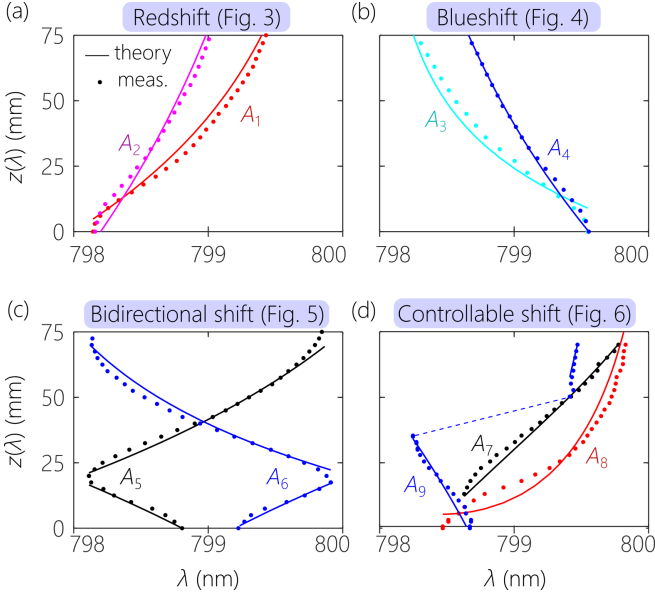 (a) Redshift (Fig. 3)
(b) Blueshift (Fig. 4)
75
theory
meas.
50
25
0
z(λ) (mm)
A₂
A₁
A₃
A₄
798 799 800
798 799 800
(c) Bidirectional shift (Fig. 5)
(d) Controllable shift (Fig. 6)
75
50
25
0
z(λ) (mm)
A₅
A₆
A₇
A₈
A₉
798 799 800
798 799 800
λ (nm)
λ (nm)